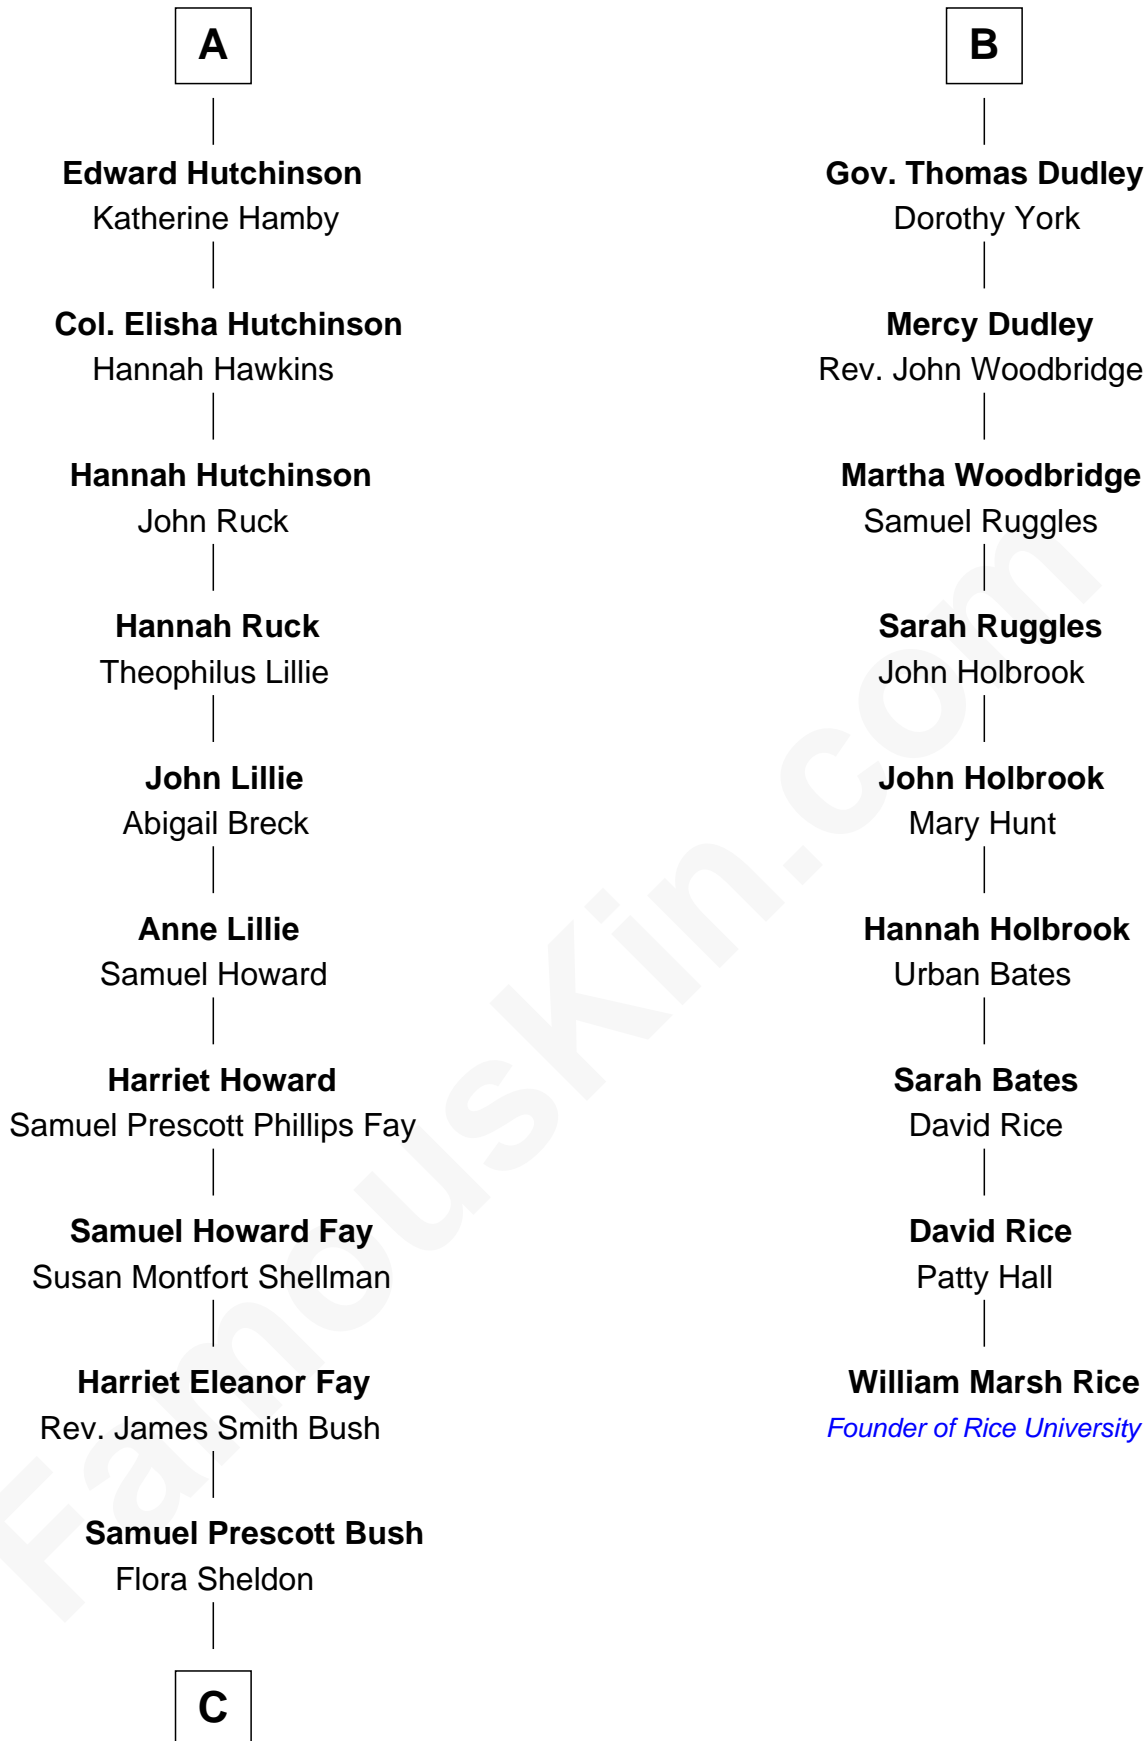 A
Edward Hutchinson
Katherine Hamby
Col. Elisha Hutchinson
Hannah Hawkins
Hannah Hutchinson
John Ruck
Hannah Ruck
Theophilus Lillie
John Lillie
Abigail Breck
Anne Lillie
Samuel Howard
Harriet Howard
Samuel Prescott Phillips Fay
Samuel Howard Fay
Susan Montfort Shellman
Harriet Eleanor Fay
Rev. James Smith Bush
Samuel Prescott Bush
Flora Sheldon
C
B
Gov. Thomas Dudley
Dorothy York
Mercy Dudley
Rev. John Woodbridge
Martha Woodbridge
Samuel Ruggles
Sarah Ruggles
John Holbrook
John Holbrook
Mary Hunt
Hannah Holbrook
Urban Bates
Sarah Bates
David Rice
David Rice
Patty Hall
William Marsh Rice
Founder of Rice University
FamousKin.com